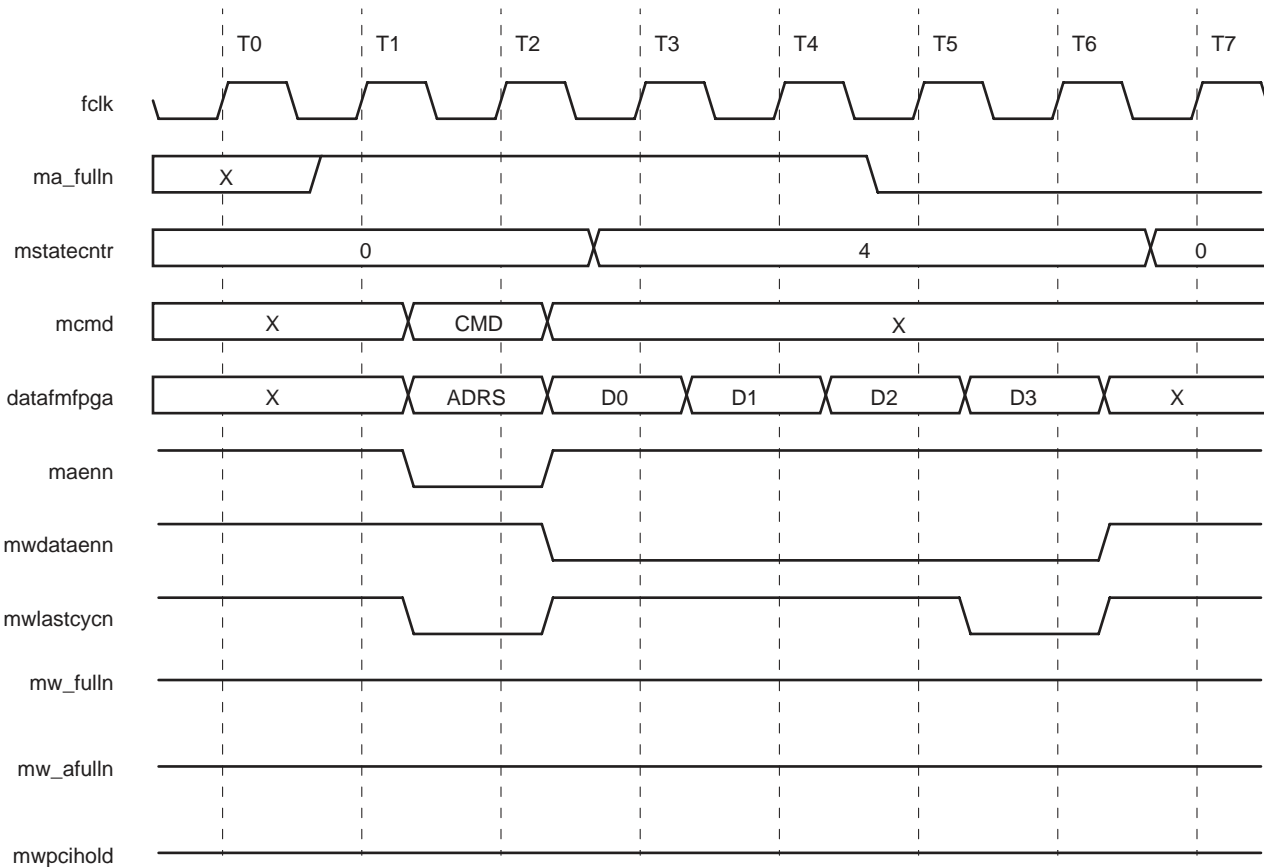 T0 T1 T2 T3 T4 T5 T6 T7
fclk
ma_fulln X
mstatecntr 0 4 0
mcmd X CMD X
datafmfpga X ADRS D0 D1 D2 D3 X
maenn
mwdataenn
mwlastcycn
mw_fulln
mw_afulln
mwpcihold